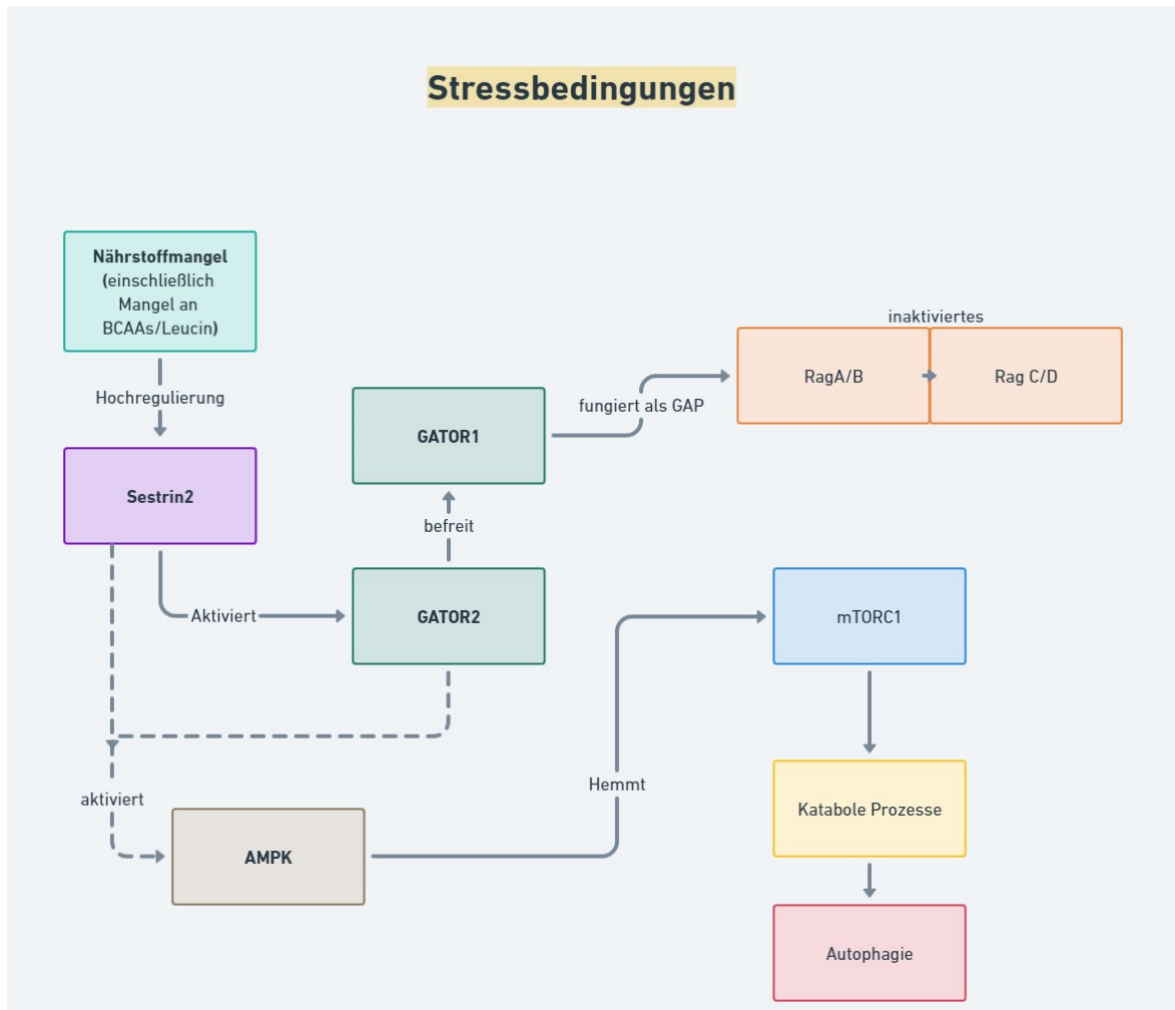 Stressbedingungen
Nährstoffmangel
(einschließlich
Mangel an
BCAAs/Leucin)
Hochregulierung
Sestrin2
Aktiviert
GATOR1
befreit
GATOR2
fungiert als GAP
inaktiviertes
RagA/B
Rag C/D
aktiviert
AMPK
Hemmt
mTORC1
Katabole Prozesse
Autophagie